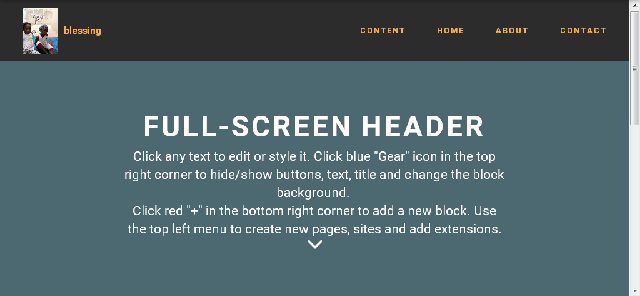 blessing
CONTENT HOME ABOUT CONTACT
FULL-SCREEN HEADER
Click any text to edit or style it. Click blue "Gear" icon in the top
right corner to hide/show buttons, text, title and change the block
background.
Click red "+" in the bottom right corner to add a new block. Use
the top left menu to create new pages, sites and add extensions.